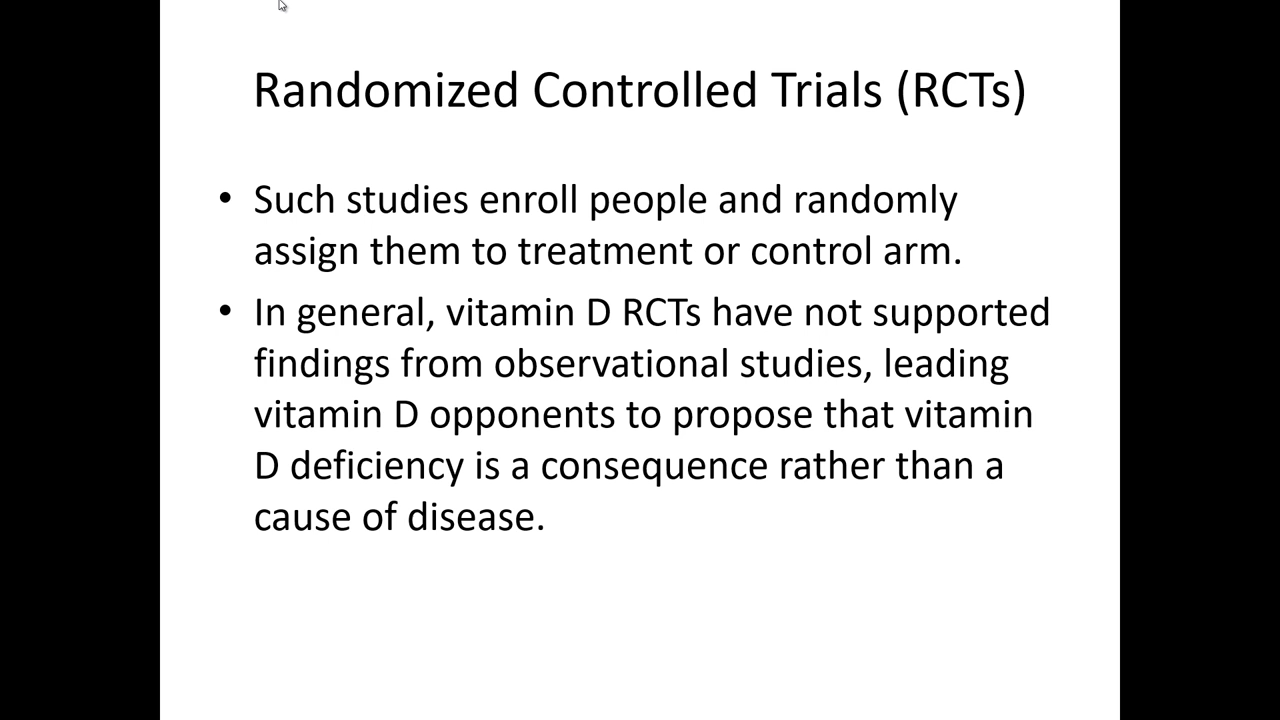 Randomized Controlled Trials (RCTs)
• Such studies enroll people and randomly
assign them to treatment or control arm.
• In general, vitamin D RCTs have not supported
findings from observational studies, leading
vitamin D opponents to propose that vitamin
D deficiency is a consequence rather than a
cause of disease.